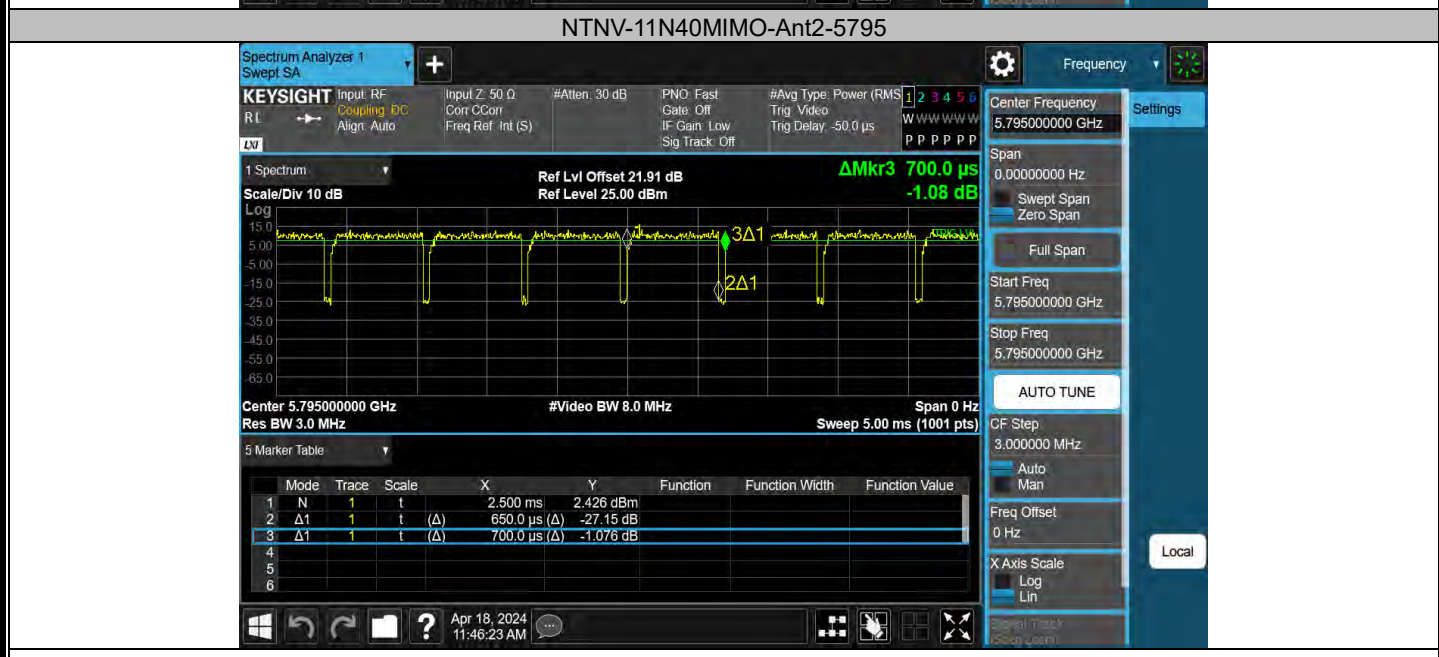 NTNV-11N40MIMO-Ant2-5795
Spectrum Analyzer 1
Swept SA
Frequency
KEYSIGHT
RL
LXI
Input: RF
Coupling: DC
Align: Auto
Input Z: 50 Ω
Corr CCorr
Freq Ref: Int (S)
#Atten: 30 dB
PNO: Fast
Gate: Off
IF Gain: Low
Sig Track: Off
#Avg Type: Power (RMS
Trig: Video
Trig Delay: -50.0 µs
1 2 3 4 5 6
W W W W W W
P P P P P P
Center Frequency
5.795000000 GHz
Settings
1 Spectrum
Scale/Div 10 dB
Ref Lvl Offset 21.91 dB
Ref Level 25.00 dBm
ΔMkr3 700.0 µs
-1.08 dB
Span
0.00000000 Hz
Swept Span
Zero Span
Full Span
Start Freq
5.795000000 GHz
Stop Freq
5.795000000 GHz
AUTO TUNE
Log
15.0
5.00
-5.00
-15.0
-25.0
-35.0
-45.0
-55.0
-65.0
1
3Δ1
2Δ1
Center 5.795000000 GHz
#Video BW 8.0 MHz
Span 0 Hz
Res BW 3.0 MHz
Sweep 5.00 ms (1001 pts)
CF Step
3.000000 MHz
Auto
Man
Freq Offset
0 Hz
X Axis Scale
Log
Lin
Signal Track
(Span Zoom)
Local
5 Marker Table
Mode Trace Scale X Y Function Function Width Function Value
1 N 1 t 2.500 ms 2.426 dBm
2 Δ1 1 t (Δ) 650.0 µs (Δ) -27.15 dB
3 Δ1 1 t (Δ) 700.0 µs (Δ) -1.076 dB
4
5
6
Apr 18, 2024
11:46:23 AM